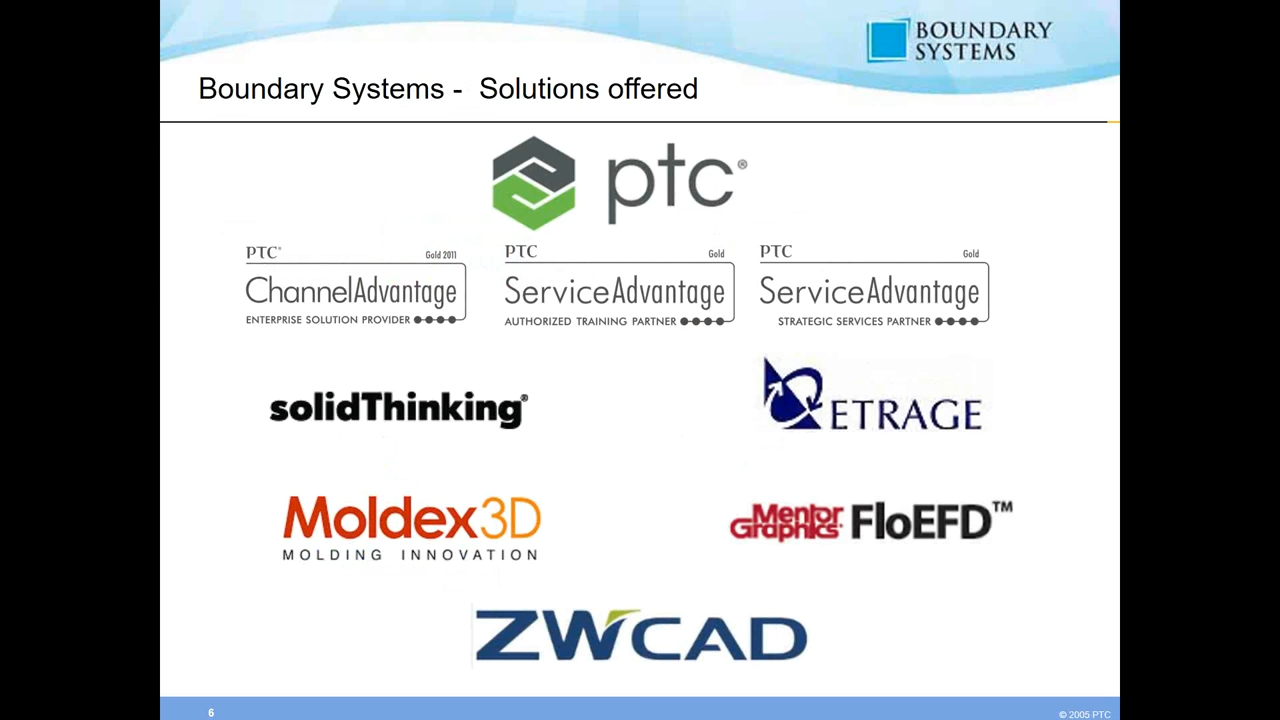 BOUNDARY
SYSTEMS
Boundary Systems - Solutions offered
ptc®
PTC® Gold 2011
ChannelAdvantage
ENTERPRISE SOLUTION PROVIDER
PTC Gold
ServiceAdvantage
AUTHORIZED TRAINING PARTNER
PTC Gold
ServiceAdvantage
STRATEGIC SERVICES PARTNER
solidThinking®
ETRAGE
Moldex3D
MOLDING INNOVATION
Mentor
Graphics® FloEFD™
ZWCAD
6
© 2005 PTC